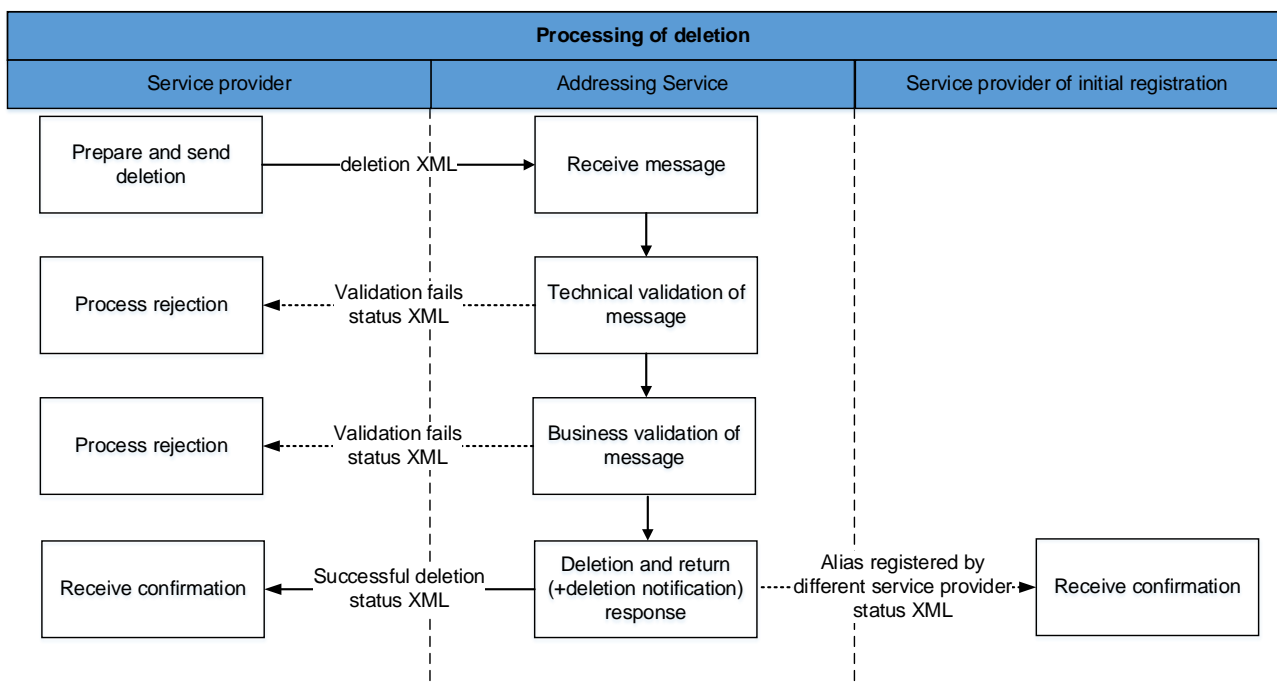 Processing of deletion
Service provider
Addressing Service
Service provider of initial registration
Prepare and send
deletion
deletion XML
Receive message
Process rejection
Validation fails
status XML
Technical validation of
message
Process rejection
Validation fails
status XML
Business validation of
message
Receive confirmation
Successful deletion
status XML
Deletion and return
(+deletion notification)
response
Alias registered by
different service provider
status XML
Receive confirmation